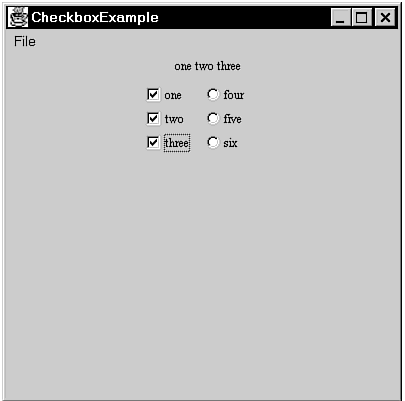 CheckboxExample
File
one two three
one four
two five
three six